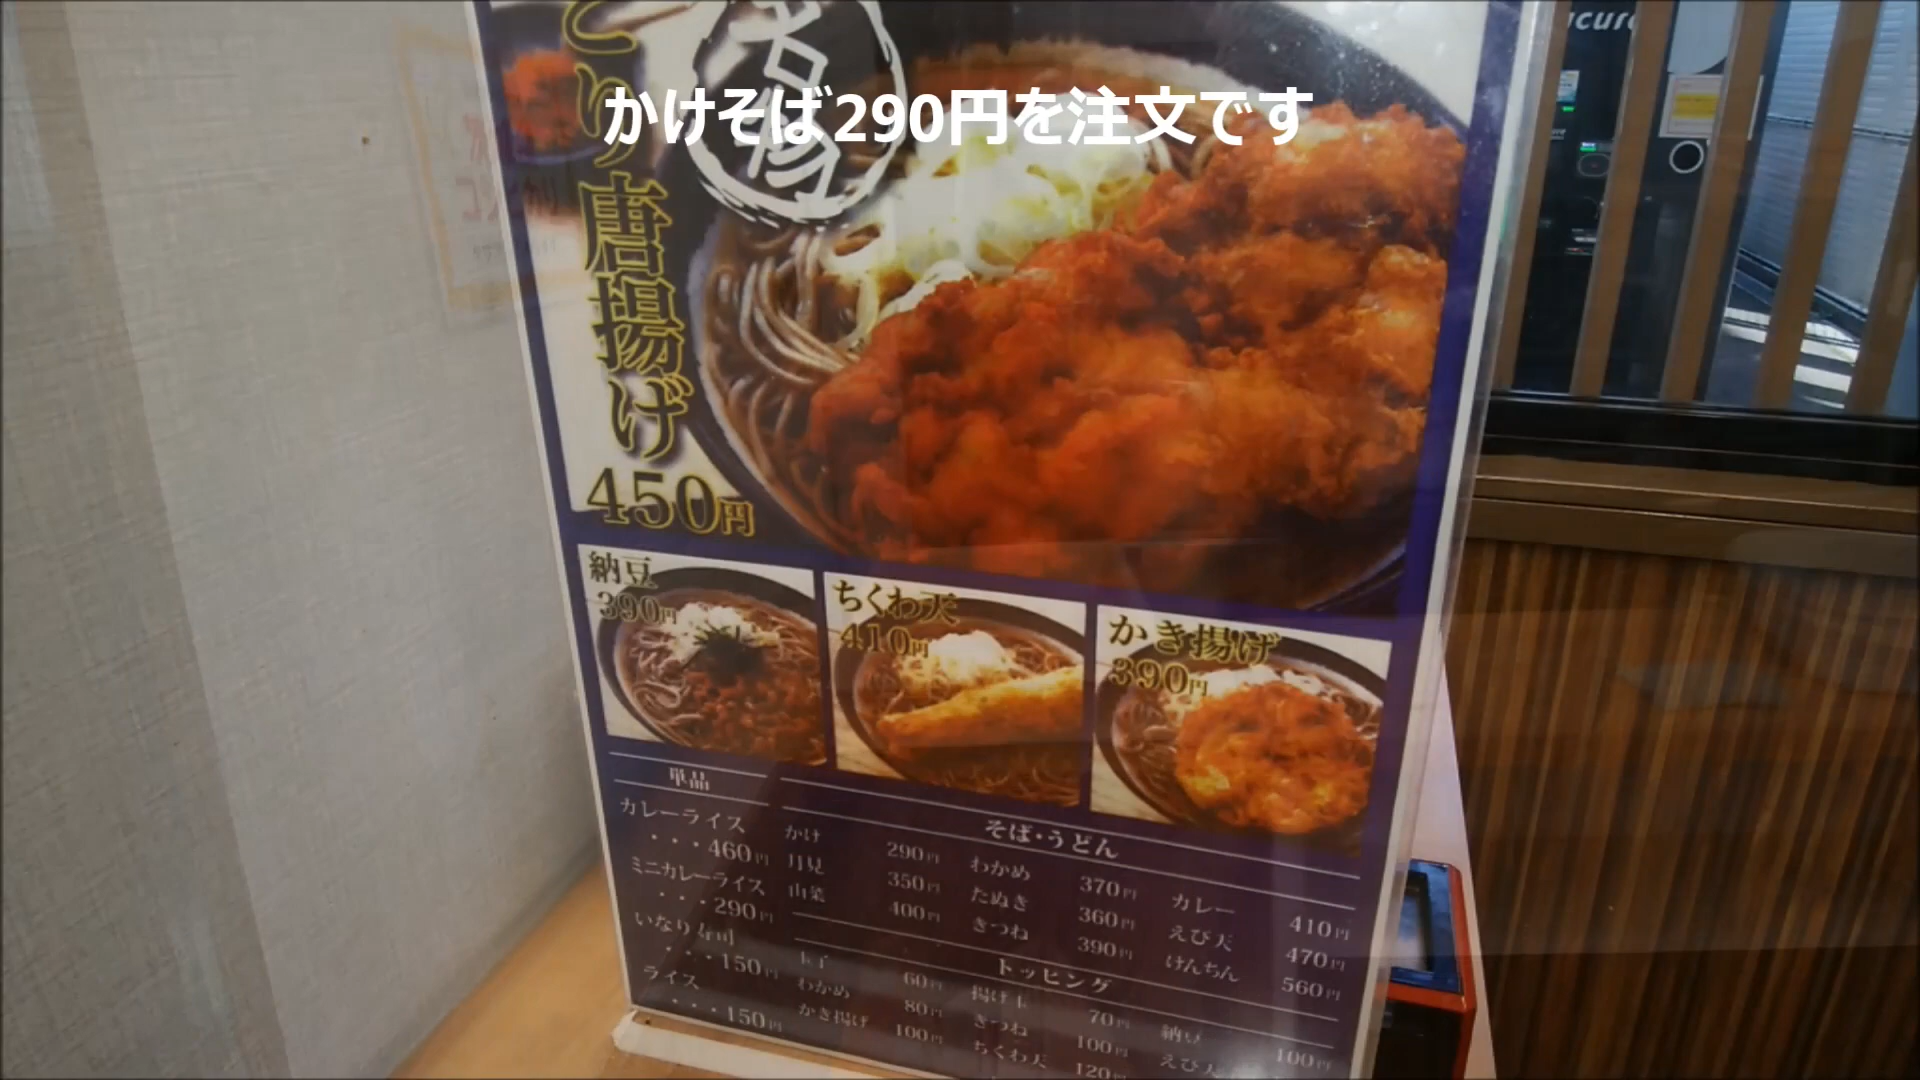 かけそば290円を注文です
名物
とり唐揚げ
450円
納豆
390円
ちくわ天
410円
かき揚げ
390円
単品
カレーライス
・・・460円
ミニカレーライス
・・・290円
いなり寿司
・・・150円
ライス
・・・150円
そば・うどん
かけ 290円
月見 350円
山菜 400円
わかめ 370円
たぬき 360円
きつね 390円
カレー 410円
えび天 470円
けんちん 560円
トッピング
玉子 60円
わかめ 80円
かき揚げ 100円
揚げ玉 70円
きつね 100円
ちくわ天 120円
納豆 100円
えび天
acure